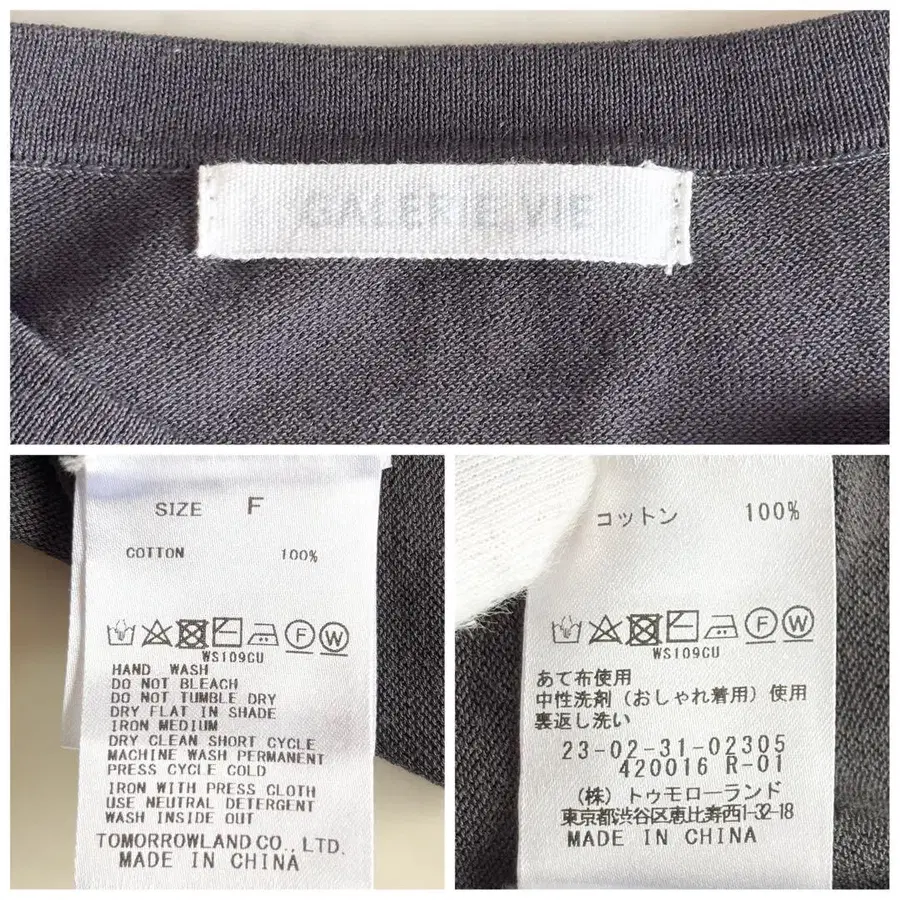 GALERIE VIE
SIZE F
COTTON 100%
F W
WS109CU
HAND WASH
DO NOT BLEACH
DO NOT TUMBLE DRY
DRY FLAT IN SHADE
IRON MEDIUM
DRY CLEAN SHORT CYCLE
MACHINE WASH PERMANENT
PRESS CYCLE COLD
IRON WITH PRESS CLOTH
USE NEUTRAL DETERGENT
WASH INSIDE OUT
TOMORROWLAND CO., LTD.
MADE IN CHINA
コットン 100%
F W
WS109CU
あて布使用
中性洗剤（おしゃれ着用）使用
裏返し洗い
23-02-31-02305
420016 R-01
（株）トゥモローランド
東京都渋谷区恵比寿西1-32-18
MADE IN CHINA